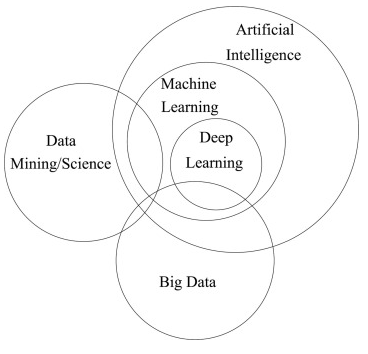 Artificial
Intelligence
Machine
Learning
Deep
Learning
Data
Mining/Science
Big Data